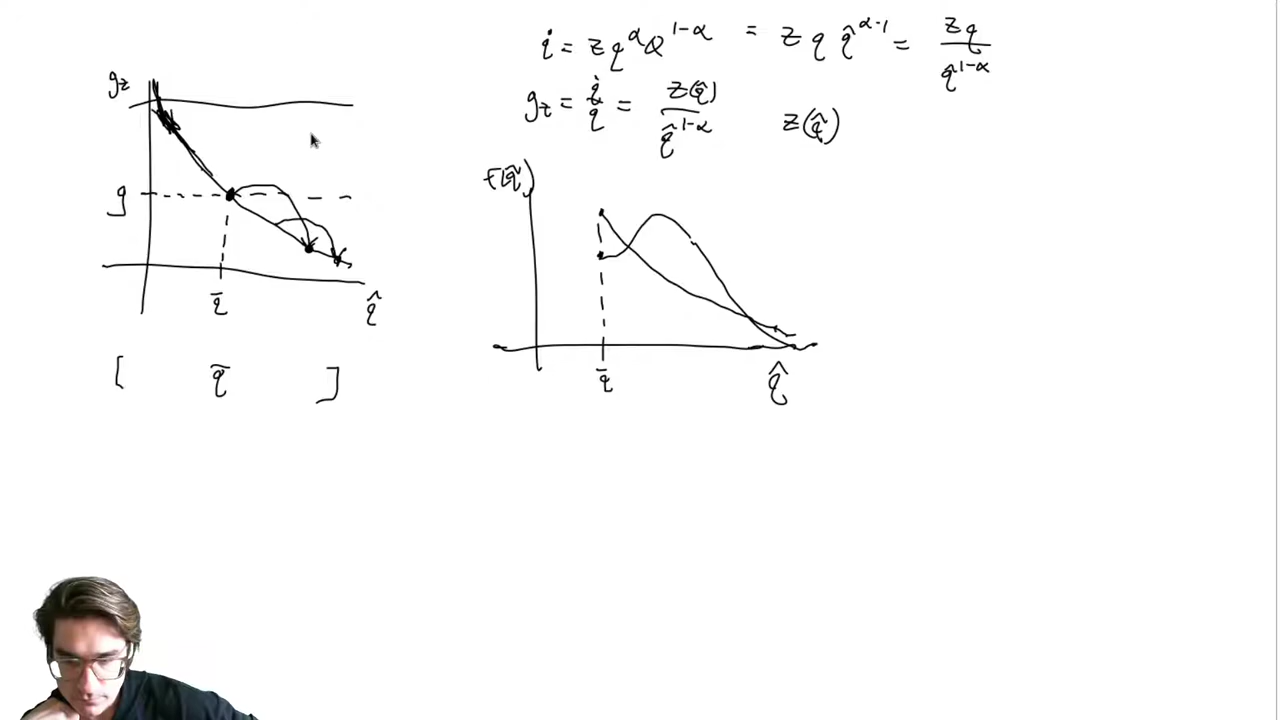 q̇ = z q^α Q^{1-α} = z q q̂^{α-1} = zq / q̂^{1-α}
g_z = q̇/q = z(q̂) / q̂^{1-α} z(q̂)
g_z
g
q̄
q̂
[ q̄ ]
f(q̂)
q̄
q̂